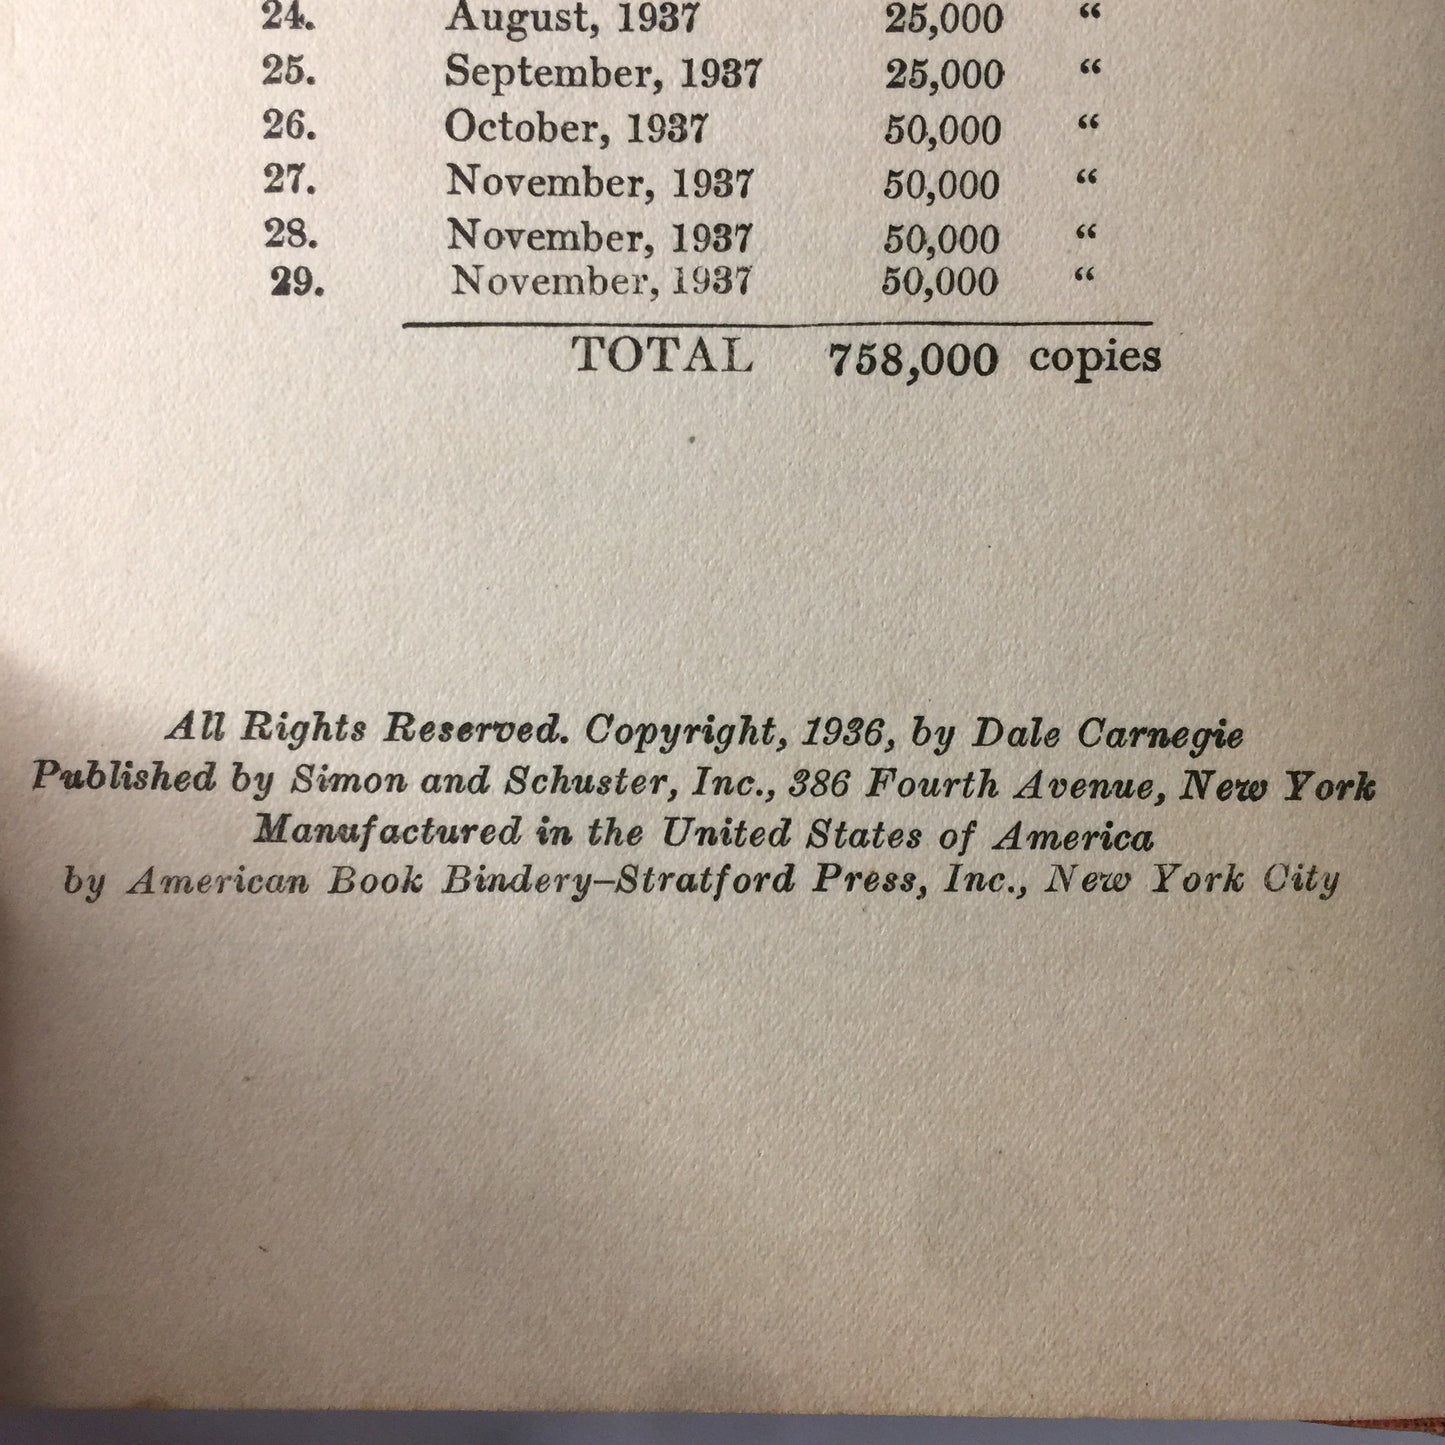 24. August, 1937 25,000 “
25. September, 1937 25,000 “
26. October, 1937 50,000 “
27. November, 1937 50,000 “
28. November, 1937 50,000 “
29. November, 1937 50,000 “
TOTAL 758,000 copies
All Rights Reserved. Copyright, 1936, by Dale Carnegie
Published by Simon and Schuster, Inc., 386 Fourth Avenue, New York
Manufactured in the United States of America
by American Book Bindery–Stratford Press, Inc., New York City